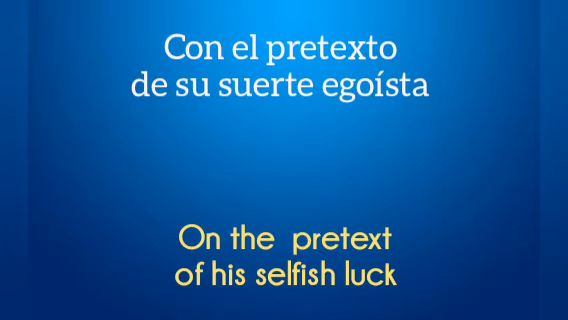 Con el pretexto
de su suerte egoísta
On the pretext
of his selfish luck